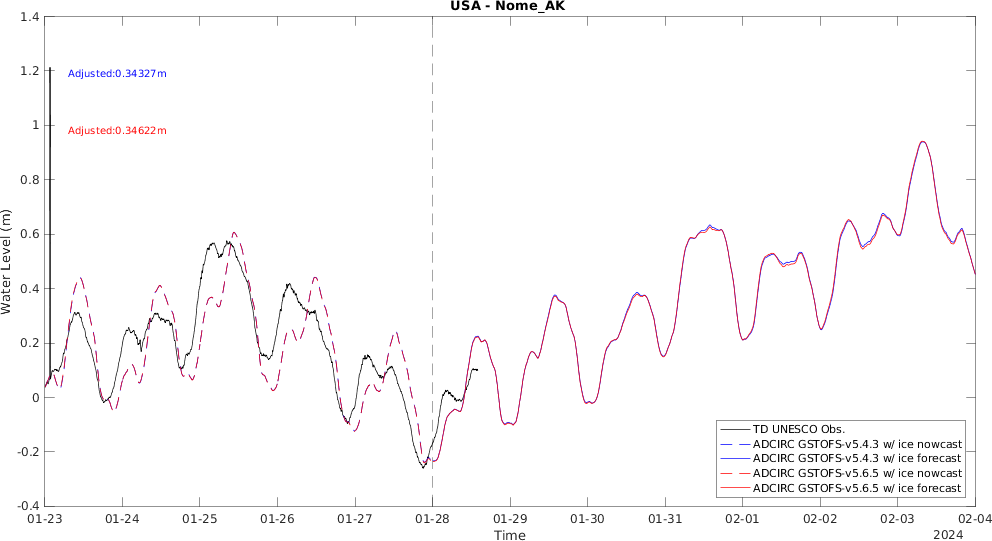 USA - Nome_AK
1.4
1.2
1
0.8
0.6
0.4
0.2
0
-0.2
-0.4
Water Level (m)
Adjusted:0.34327m
Adjusted:0.34622m
TD UNESCO Obs.
ADCIRC GSTOFS-v5.4.3 w/ ice nowcast
ADCIRC GSTOFS-v5.4.3 w/ ice forecast
ADCIRC GSTOFS-v5.6.5 w/ ice nowcast
ADCIRC GSTOFS-v5.6.5 w/ ice forecast
01-23 01-24 01-25 01-26 01-27 01-28 01-29 01-30 01-31 02-01 02-02 02-03 02-04
Time
2024